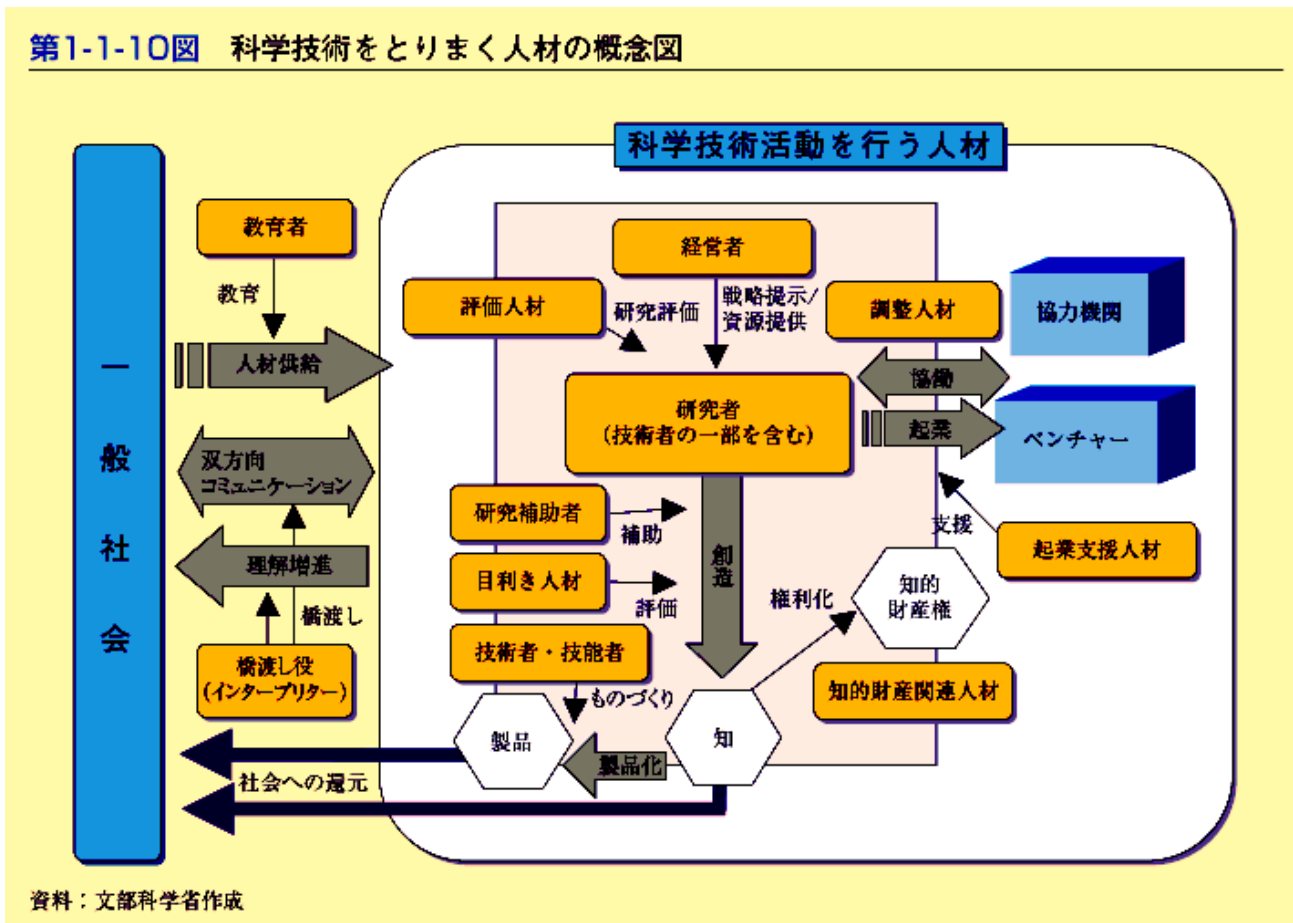 第1-1-10図 科学技術をとりまく人材の概念図
科学技術活動を行う人材
一般社会
教育者
教育
人材供給
双方向
コミュニケーション
理解増進
橋渡し
橋渡し役
(インタープリター)
経営者
戦略提示/
資源提供
評価人材
研究評価
調整人材
協力機関
協働
研究者
(技術者の一部を含む)
起業
ベンチャー
支援
起業支援人材
研究補助者
補助
目利き人材
評価
創造
技術者・技能者
ものづくり
権利化
知的
財産権
知的財産関連人材
製品
製品化
知
社会への還元
資料：文部科学省作成